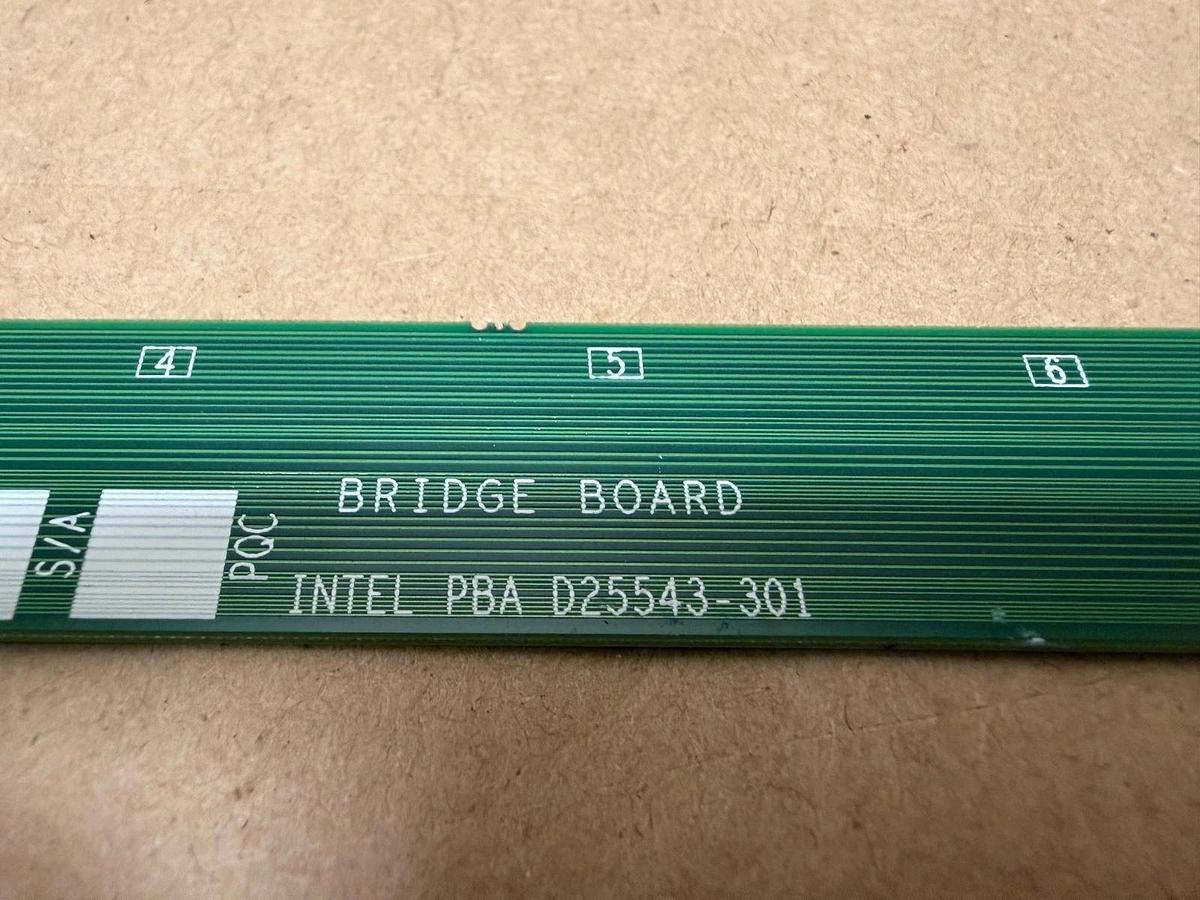 4
5
6
S/A
PQC
BRIDGE BOARD
INTEL PBA D25543-301